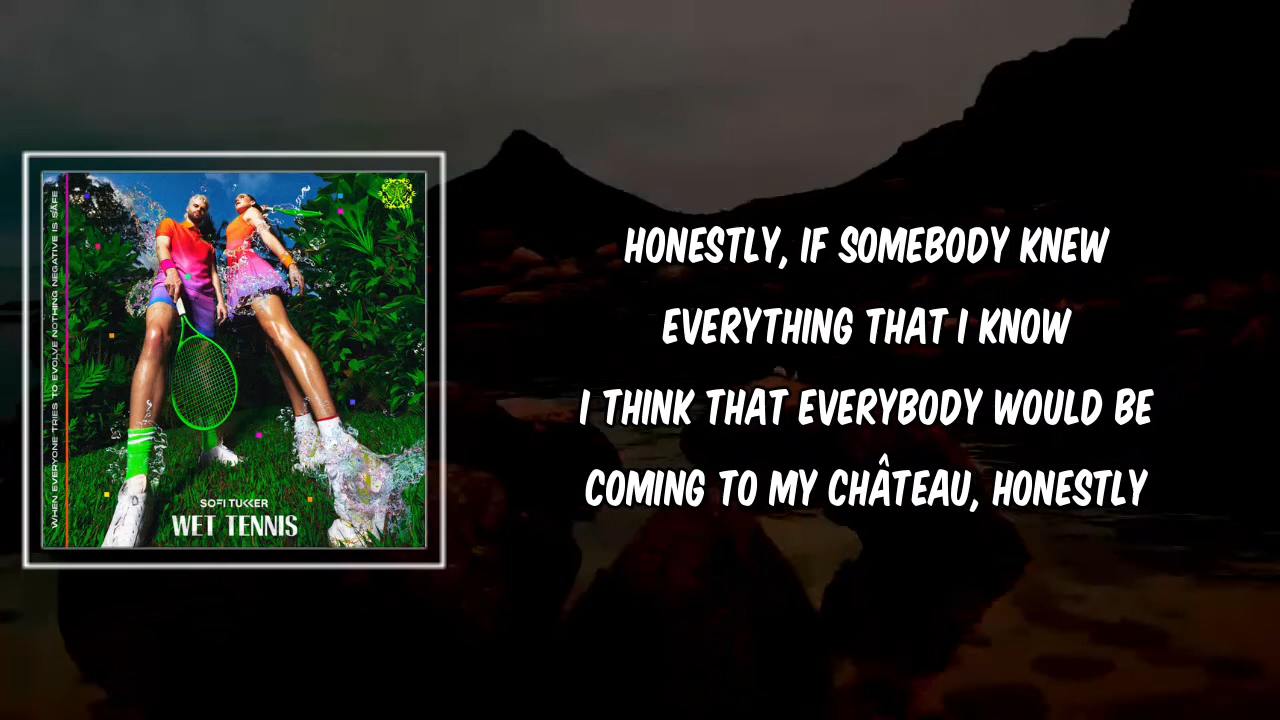 WHEN EVERYONE TRIES TO EVOLVE NOTHING NEGATIVE IS SAFE
SOFI TUKKER
WET TENNIS
HONESTLY, IF SOMEBODY KNEW
EVERYTHING THAT I KNOW
I THINK THAT EVERYBODY WOULD BE
COMING TO MY CHÂTEAU, HONESTLY